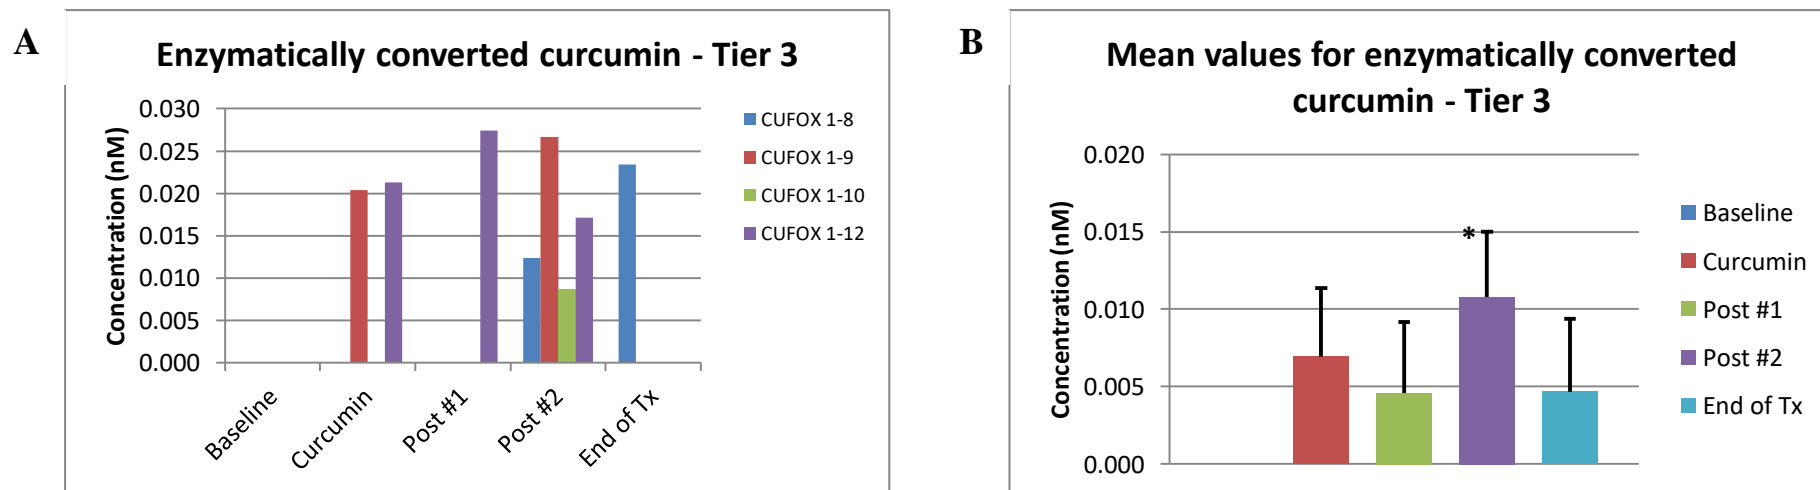 A
Enzymatically converted curcumin - Tier 3
Concentration (nM)
0.030
0.025
0.020
0.015
0.010
0.005
0.000
Baseline
Curcumin
Post #1
Post #2
End of Tx
CUFOX 1-8
CUFOX 1-9
CUFOX 1-10
CUFOX 1-12
B
Mean values for enzymatically converted
curcumin - Tier 3
Concentration (nM)
0.020
0.015
0.010
0.005
0.000
*
Baseline
Curcumin
Post #1
Post #2
End of Tx